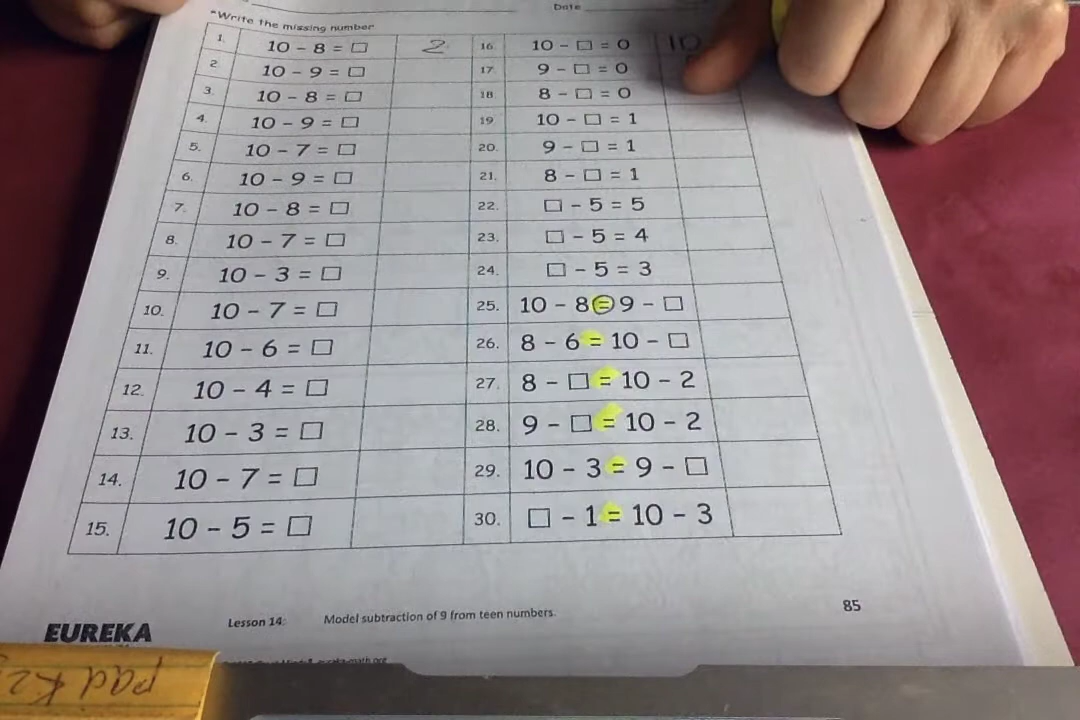 Date
*Write the missing number
1. 10 - 8 = □ 2
2. 10 - 9 = □
3. 10 - 8 = □
4. 10 - 9 = □
5. 10 - 7 = □
6. 10 - 9 = □
7. 10 - 8 = □
8. 10 - 7 = □
9. 10 - 3 = □
10. 10 - 7 = □
11. 10 - 6 = □
12. 10 - 4 = □
13. 10 - 3 = □
14. 10 - 7 = □
15. 10 - 5 = □
16 10 - □ = 0 10
17 9 - □ = 0
18 8 - □ = 0
19 10 - □ = 1
20. 9 - □ = 1
21. 8 - □ = 1
22. □ - 5 = 5
23. □ - 5 = 4
24. □ - 5 = 3
25. 10 - 8 = 9 - □
26. 8 - 6 = 10 - □
27. 8 - □ = 10 - 2
28. 9 - □ = 10 - 2
29. 10 - 3 = 9 - □
30. □ - 1 = 10 - 3
EUREKA
Lesson 14: Model subtraction of 9 from teen numbers.
85
pad K2